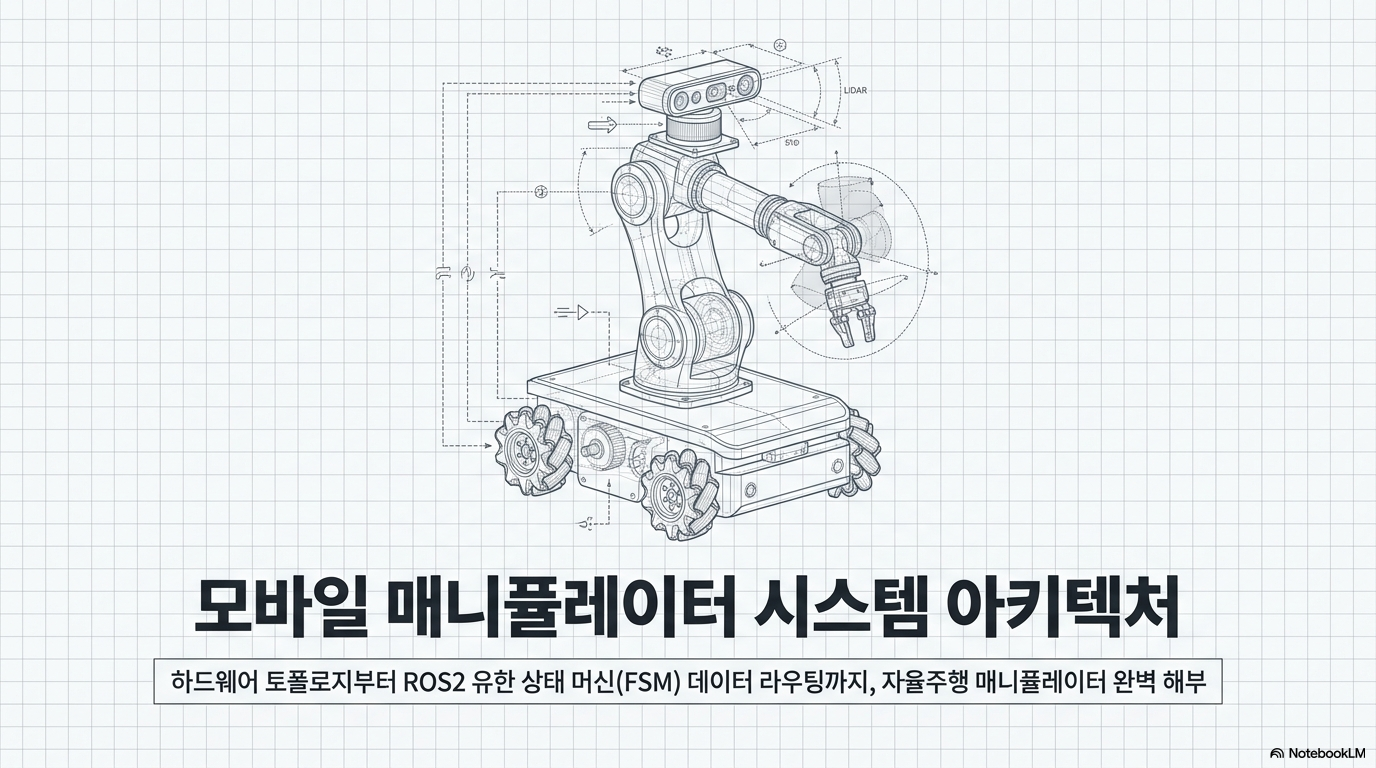 LiDAR
모바일 매니퓰레이터 시스템 아키텍처
하드웨어 토폴로지부터 ROS2 유한 상태 머신(FSM) 데이터 라우팅까지, 자율주행 매니퓰레이터 완벽 해부
NotebookLM